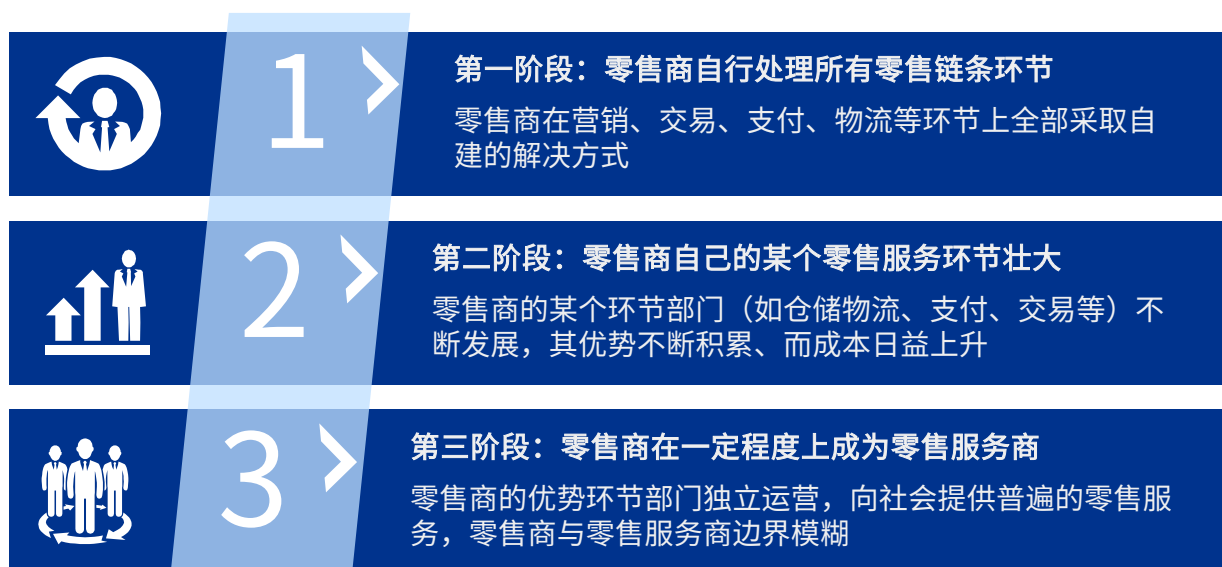 1
第一阶段：零售商自行处理所有零售链条环节
零售商在营销、交易、支付、物流等环节上全部采取自
建的解决方式
2
第二阶段：零售商自己的某个零售服务环节壮大
零售商的某个环节部门（如仓储物流、支付、交易等）不
断发展，其优势不断积累、而成本日益上升
3
第三阶段：零售商在一定程度上成为零售服务商
零售商的优势环节部门独立运营，向社会提供普遍的零售服
务，零售商与零售服务商边界模糊